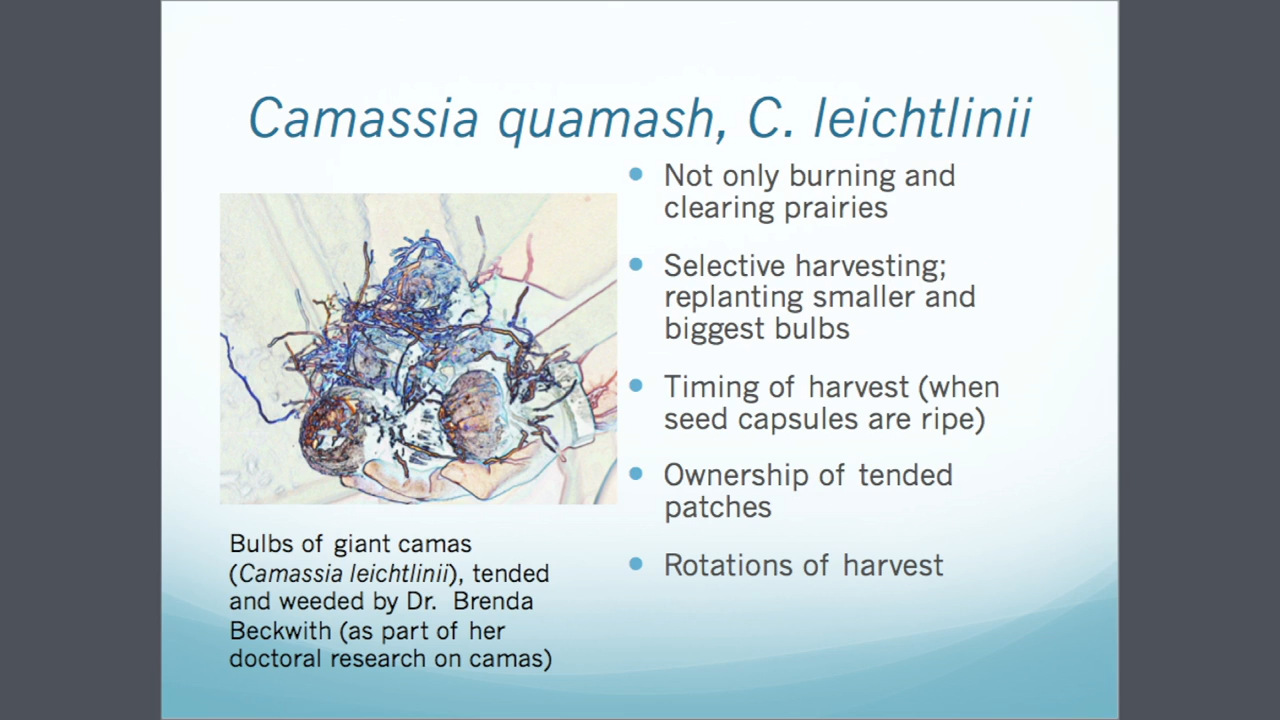 Camassia quamash, C. leichtlinii
Not only burning and
clearing prairies
Selective harvesting;
replanting smaller and
biggest bulbs
Timing of harvest (when
seed capsules are ripe)
Ownership of tended
patches
Rotations of harvest
Bulbs of giant camas
(Camassia leichtlinii), tended
and weeded by Dr. Brenda
Beckwith (as part of her
doctoral research on camas)